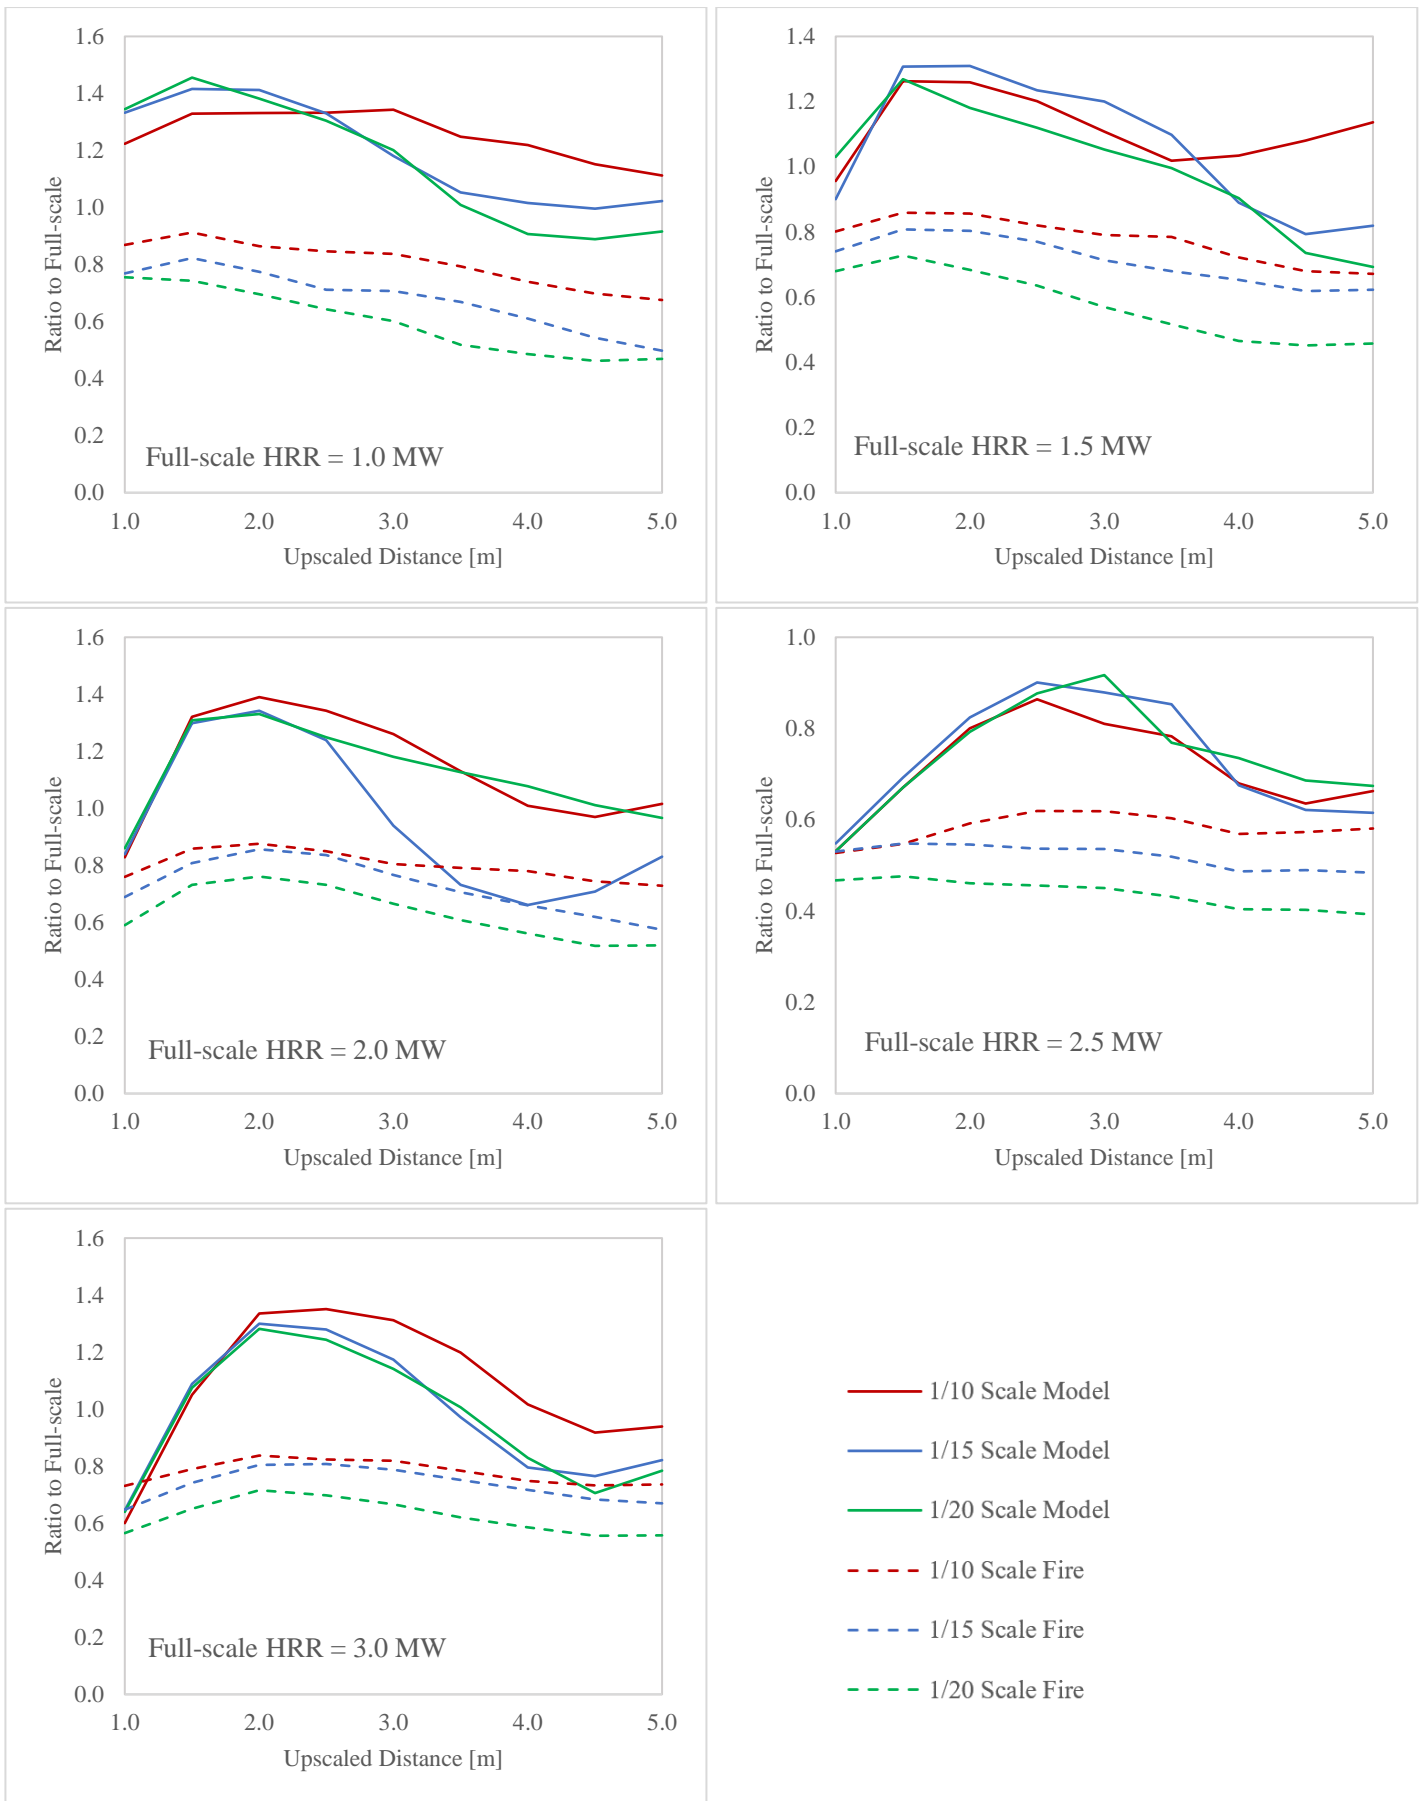 1.6
1.4
1.2
1.0
0.8
0.6
0.4
0.2
0.0
Ratio to Full-scale
Full-scale HRR = 1.0 MW
1.0 2.0 3.0 4.0 5.0
Upscaled Distance [m]
1.4
1.2
1.0
0.8
0.6
0.4
0.2
0.0
Ratio to Full-scale
Full-scale HRR = 1.5 MW
1.0 2.0 3.0 4.0 5.0
Upscaled Distance [m]
1.6
1.4
1.2
1.0
0.8
0.6
0.4
0.2
0.0
Ratio to Full-scale
Full-scale HRR = 2.0 MW
1.0 2.0 3.0 4.0 5.0
Upscaled Distance [m]
1.0
0.8
0.6
0.4
0.2
0.0
Ratio to Full-scale
Full-scale HRR = 2.5 MW
1.0 2.0 3.0 4.0 5.0
Upscaled Distance [m]
1.6
1.4
1.2
1.0
0.8
0.6
0.4
0.2
0.0
Ratio to Full-scale
Full-scale HRR = 3.0 MW
1.0 2.0 3.0 4.0 5.0
Upscaled Distance [m]
1/10 Scale Model
1/15 Scale Model
1/20 Scale Model
1/10 Scale Fire
1/15 Scale Fire
1/20 Scale Fire